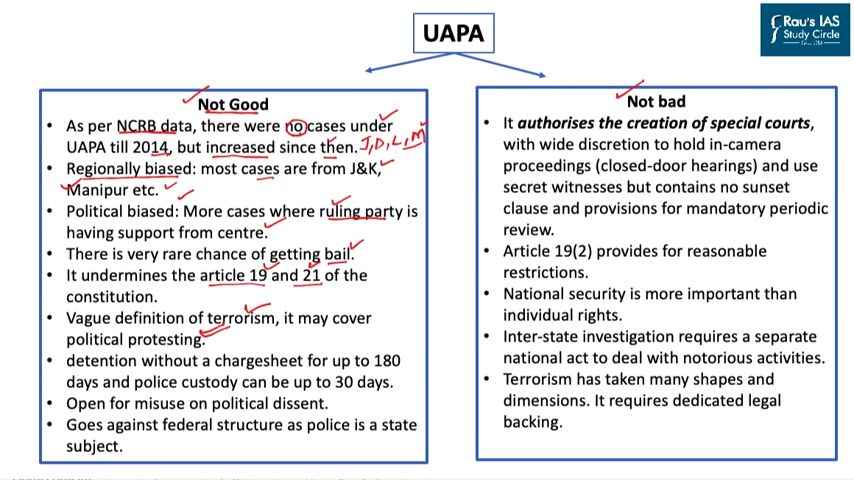 UAPA
Rau's IAS
Study Circle
Not Good
• As per NCRB data, there were no cases under
UAPA till 2014, but increased since then. J, D, L, M
• Regionally biased: most cases are from J&K,
Manipur etc.
• Political biased: More cases where ruling party is
having support from centre.
• There is very rare chance of getting bail.
• It undermines the article 19 and 21 of the
constitution.
• Vague definition of terrorism, it may cover
political protesting.
• detention without a chargesheet for up to 180
days and police custody can be up to 30 days.
• Open for misuse on political dissent.
• Goes against federal structure as police is a state
subject.
Not bad
• It authorises the creation of special courts,
with wide discretion to hold in-camera
proceedings (closed-door hearings) and use
secret witnesses but contains no sunset
clause and provisions for mandatory periodic
review.
• Article 19(2) provides for reasonable
restrictions.
• National security is more important than
individual rights.
• Inter-state investigation requires a separate
national act to deal with notorious activities.
• Terrorism has taken many shapes and
dimensions. It requires dedicated legal
backing.